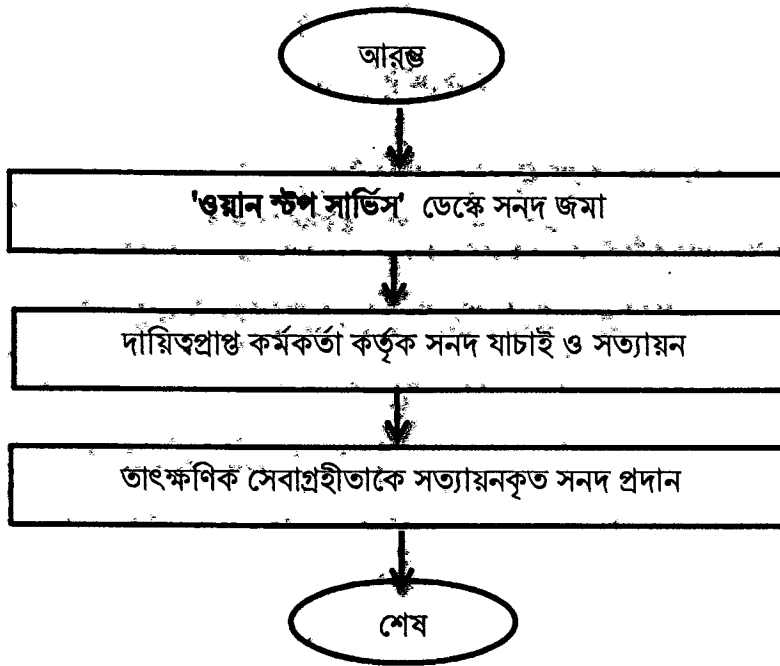 আরম্ভ
'ওয়ান স্টপ সার্ভিস' ডেস্কে সনদ জমা
দায়িত্বপ্রাপ্ত কর্মকর্তা কর্তৃক সনদ যাচাই ও সত্যায়ন
তাৎক্ষণিক সেবাগ্রহীতাকে সত্যায়নকৃত সনদ প্রদান
শেষ